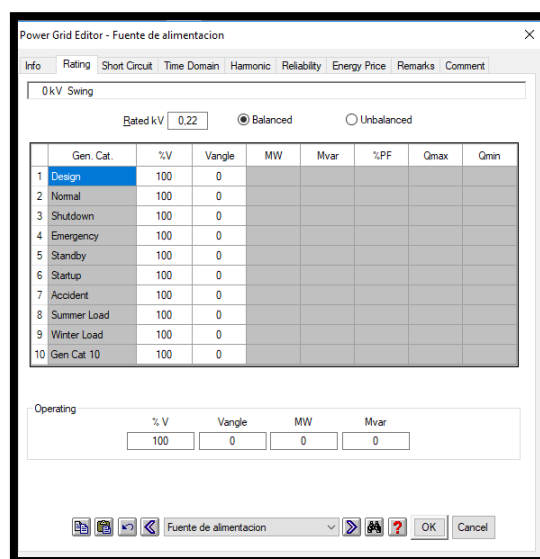 Power Grid Editor - Fuente de alimentacion
Info Rating Short Circuit Time Domain Harmonic Reliability Energy Price Remarks Comment
0 kV Swing
Rated kV 0,22 Balanced Unbalanced
Gen. Cat. %V Vangle MW Mvar %PF Qmax Qmin
1 Design 100 0
2 Normal 100 0
3 Shutdown 100 0
4 Emergency 100 0
5 Standby 100 0
6 Startup 100 0
7 Accident 100 0
8 Summer Load 100 0
9 Winter Load 100 0
10 Gen Cat 10 100 0
Operating
% V Vangle MW Mvar
100 0 0 0
Fuente de alimentacion ? OK Cancel